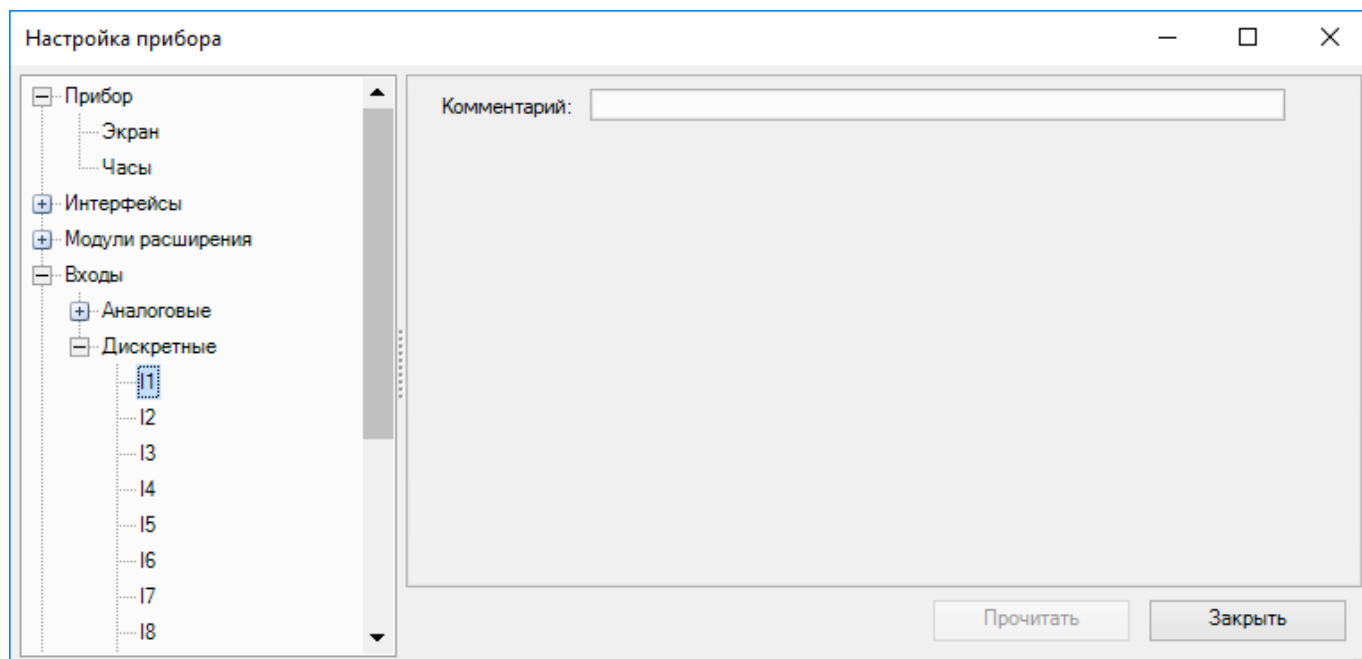 Настройка прибора
Прибор
Экран
Часы
Интерфейсы
Модули расширения
Входы
Аналоговые
Дискретные
I1
I2
I3
I4
I5
I6
I7
I8
Комментарий:
Прочитать
Закрыть